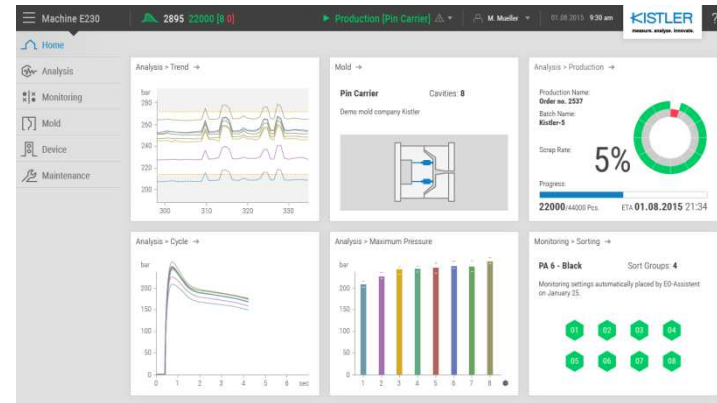 Machine E230
2895 22000 [8 0]
Production [Pin Carrier]
M. Mueller
01.08.2015 9:30 am
KISTLER
measure. analyze. innovate.
?
Home
Analysis
Monitoring
Mold
Device
Maintenance
Analysis > Trend →
bar
280
260
240
220
200
300 310 320 330
Mold →
Pin Carrier Cavities: 8
Demo mold company Kistler
Analysis > Production →
Production Name:
Order no. 2537
Batch Name:
Kistler-5
Scrap Rate:
5%
Progress:
22000/44000 Pcs. ETA 01.08.2015 21:34
Analysis > Cycle →
bar
200
150
100
50
0
0 1 2 3 4 5 6 sec
Analysis > Maximum Pressure
bar
200
150
100
50
0
1 2 3 4 5 6 7 8
Monitoring > Sorting →
PA 6 - Black Sort Groups: 4
Monitoring settings automatically placed by ED-Assistent
on January 25.
01 02 03 04
05 06 07 08